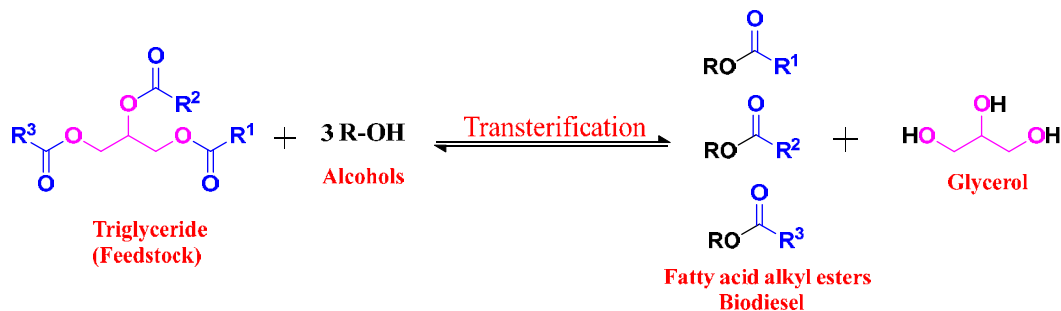 O
O
R²
R³
O
O
R¹
O
O
Triglyceride
(Feedstock)
+
3 R-OH
Alcohols
Transterification
O
RO
R¹
O
RO
R²
O
RO
R³
Fatty acid alkyl esters
Biodiesel
+
OH
HO
OH
Glycerol